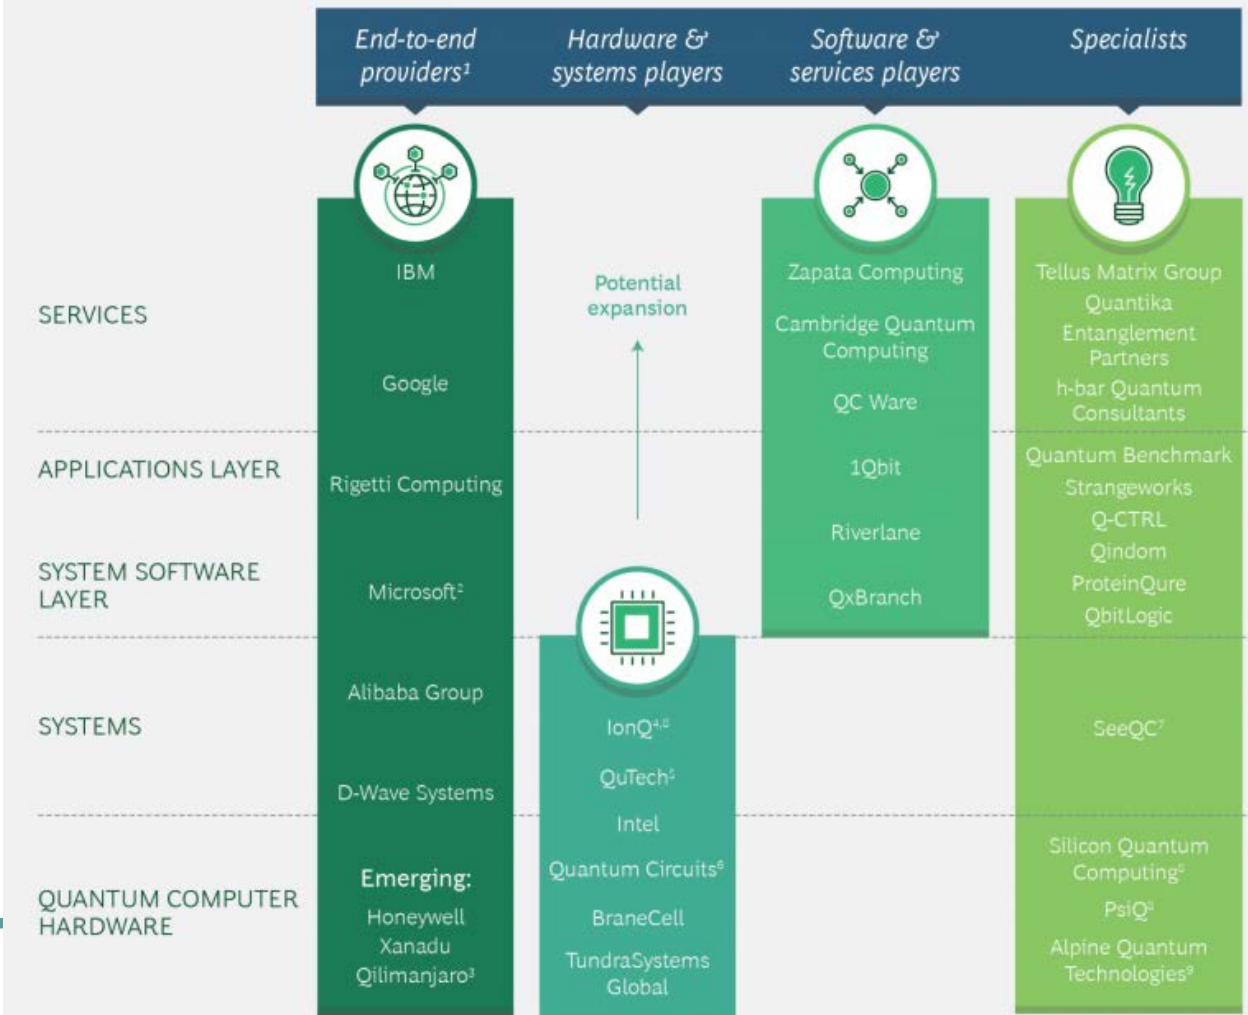 End-to-end
providers¹
Hardware &
systems players
Software &
services players
Specialists
SERVICES
APPLICATIONS LAYER
SYSTEM SOFTWARE
LAYER
SYSTEMS
QUANTUM COMPUTER
HARDWARE
IBM
Google
Rigetti Computing
Microsoft²
Alibaba Group
D-Wave Systems
Emerging:
Honeywell
Xanadu
Qilimanjaro³
Potential
expansion
IonQ
QuTech⁵
Intel
Quantum Circuits⁶
BraneCell
TundraSystems
Global
Zapata Computing
Cambridge Quantum
Computing
QC Ware
1Qbit
Riverlane
QxBranch
Tellus Matrix Group
Quantika
Entanglement
Partners
h-bar Quantum
Consultants
Quantum Benchmark
Strangeworks
Q-CTRL
Qindom
ProteinQure
QbitLogic
SeeQC⁷
Silicon Quantum
Computing
PsiQ
Alpine Quantum
Technologies⁹